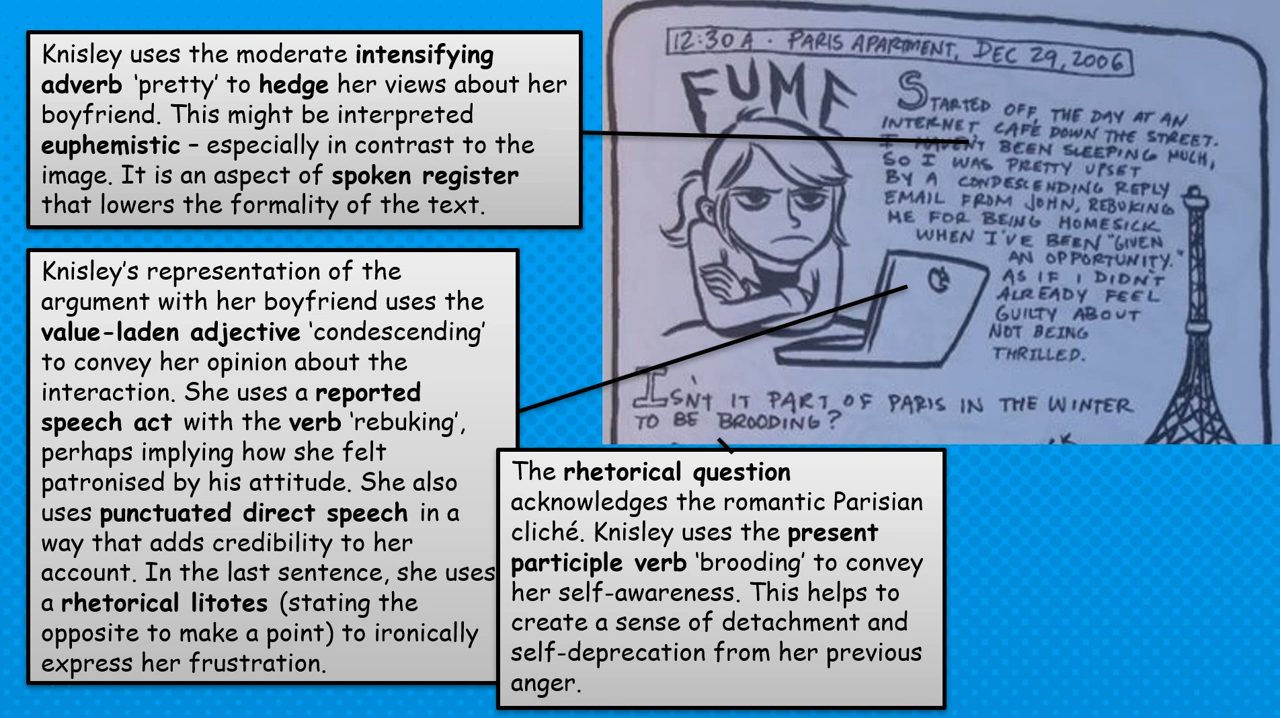 Knisley uses the moderate intensifying
adverb 'pretty' to hedge her views about her
boyfriend. This might be interpreted
euphemistic – especially in contrast to the
image. It is an aspect of spoken register
that lowers the formality of the text.
Knisley's representation of the
argument with her boyfriend uses the
value-laden adjective 'condescending'
to convey her opinion about the
interaction. She uses a reported
speech act with the verb 'rebuking',
perhaps implying how she felt
patronised by his attitude. She also
uses punctuated direct speech in a
way that adds credibility to her
account. In the last sentence, she uses
a rhetorical litotes (stating the
opposite to make a point) to ironically
express her frustration.
12:30 A · PARIS APARTMENT, DEC 29, 2006
FUME
STARTED OFF THE DAY AT AN
INTERNET CAFÉ DOWN THE STREET.
I HAVEN'T BEEN SLEEPING MUCH,
SO I WAS PRETTY UPSET
BY A CONDESCENDING REPLY
EMAIL FROM JOHN, REBUKING
ME FOR BEING HOMESICK
WHEN I'VE BEEN "GIVEN
AN OPPORTUNITY."
AS IF I DIDN'T
ALREADY FEEL
GUILTY ABOUT
NOT BEING
THRILLED.
ISN'T IT PART OF PARIS IN THE WINTER
TO BE BROODING?
The rhetorical question
acknowledges the romantic Parisian
cliché. Knisley uses the present
participle verb 'brooding' to convey
her self-awareness. This helps to
create a sense of detachment and
self-deprecation from her previous
anger.